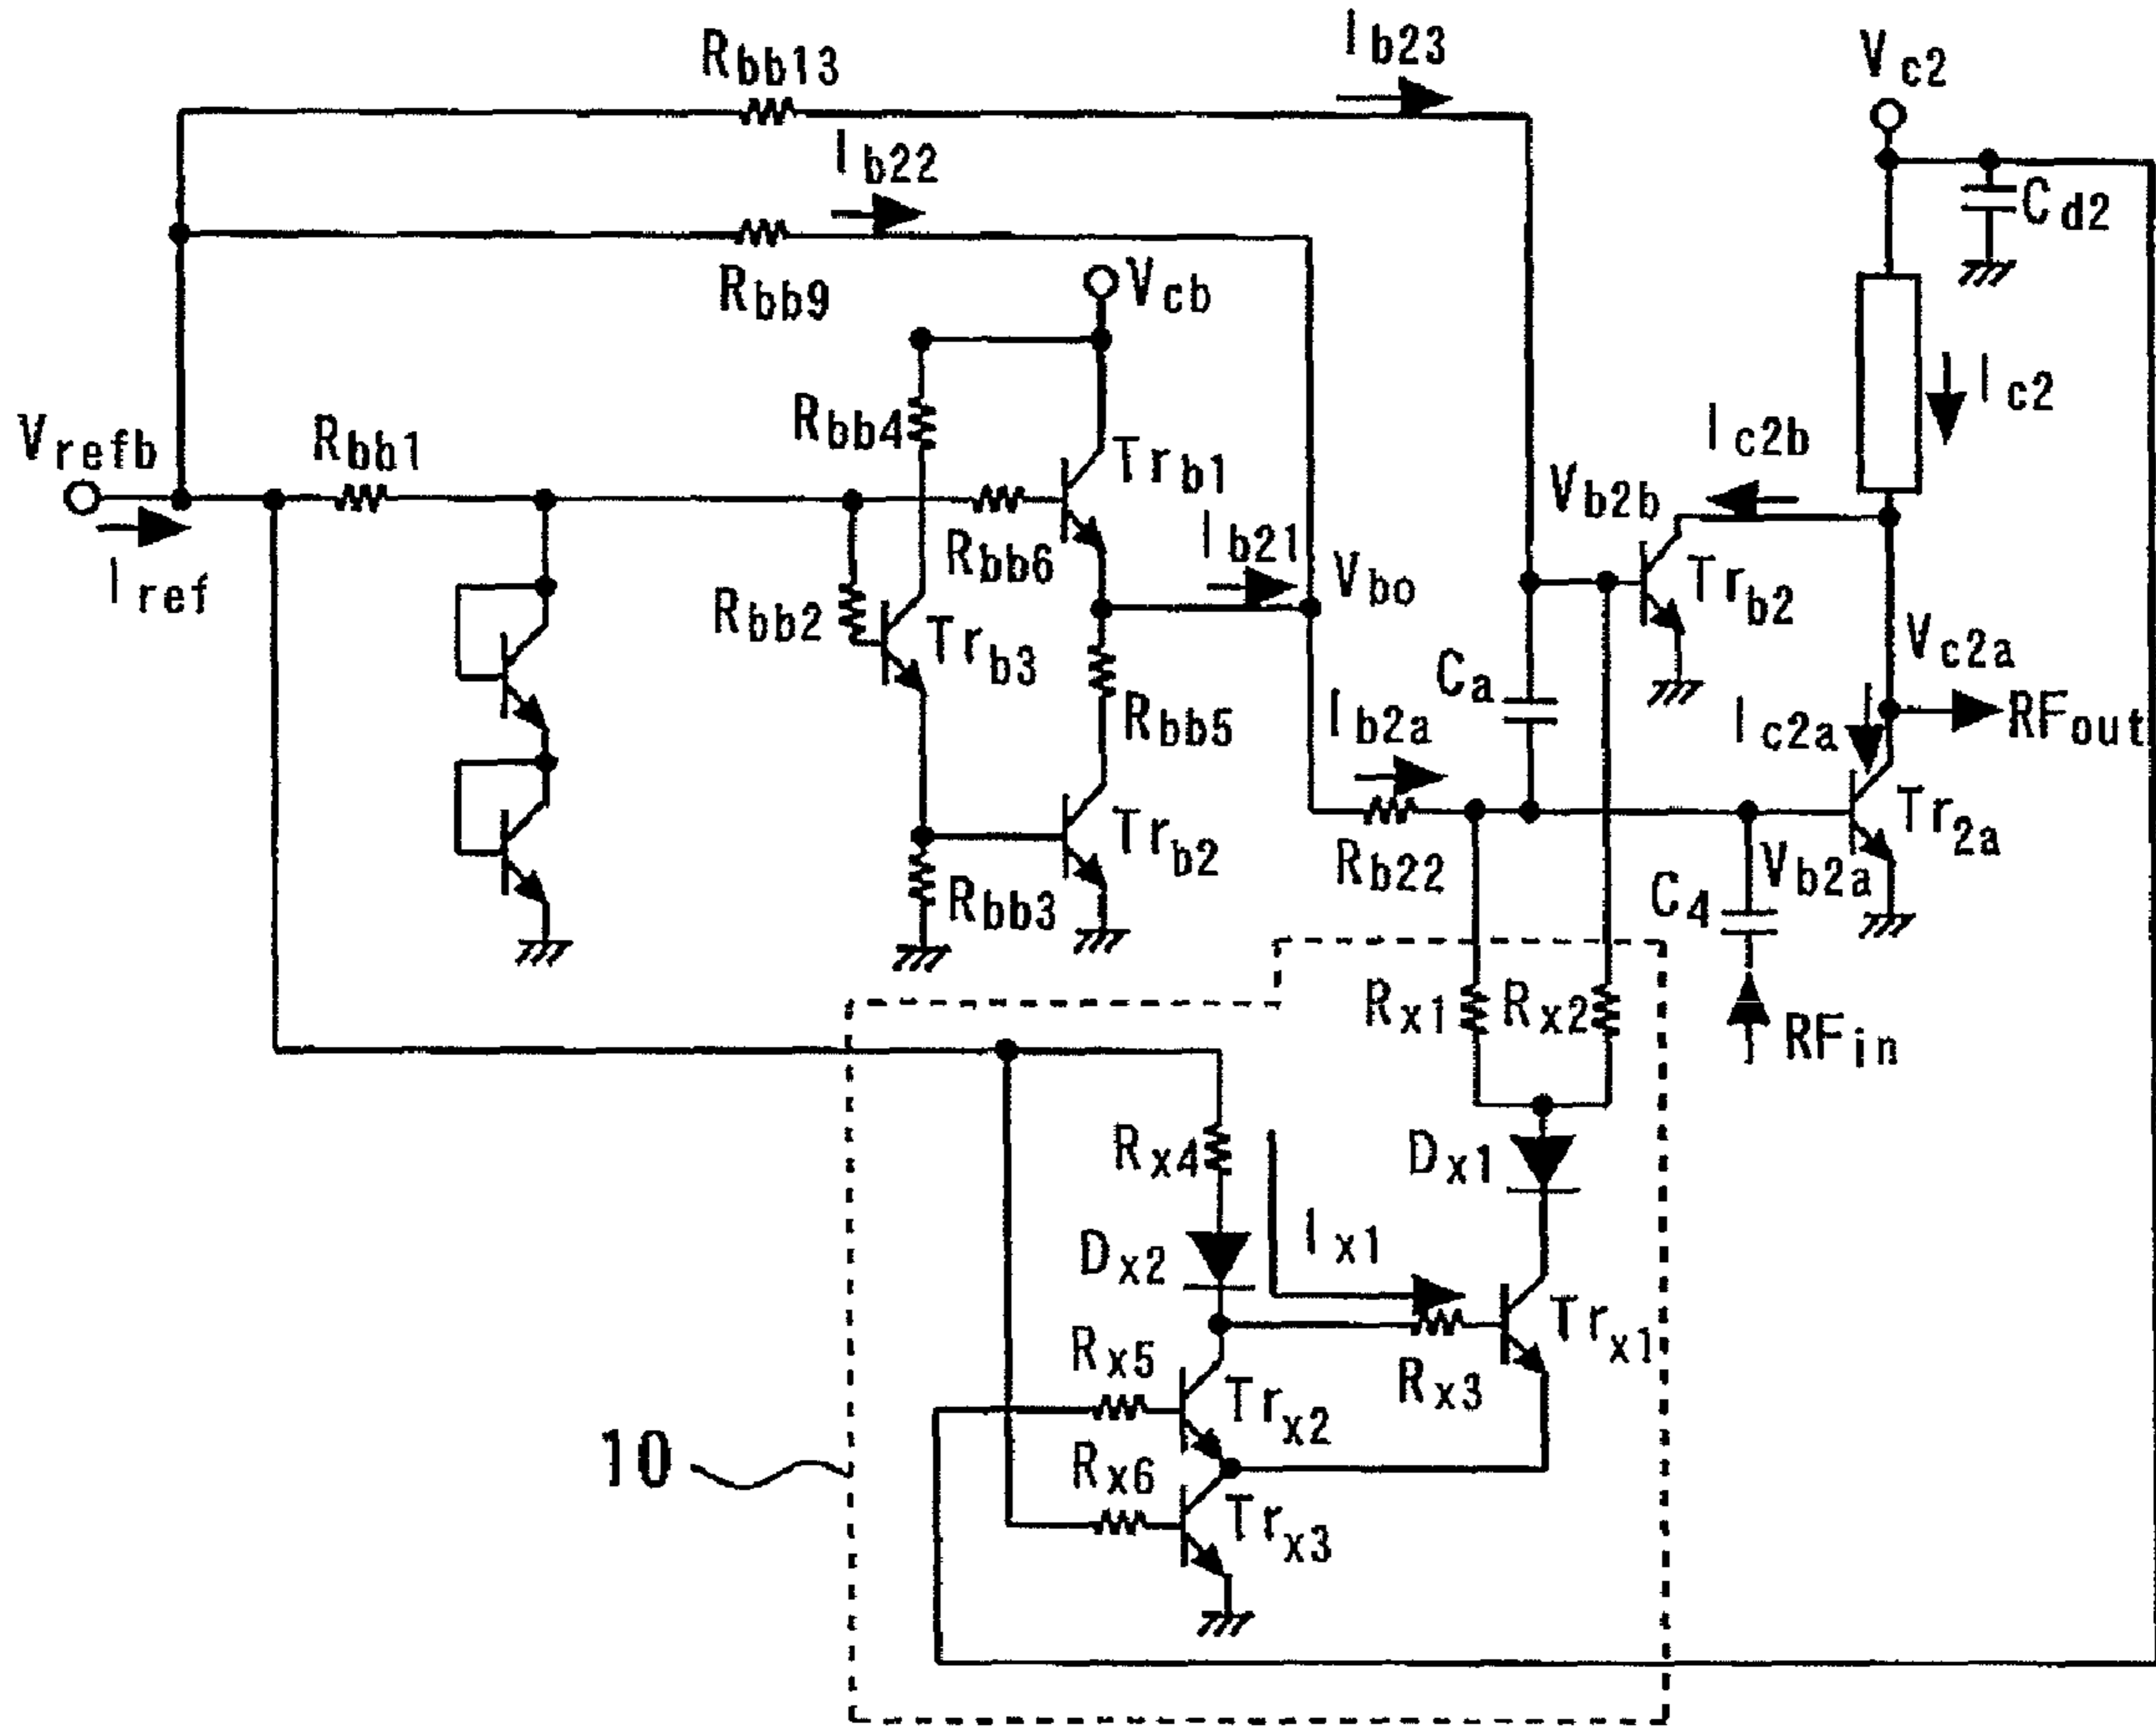 Rbb13
Ib23
Vc2
Ib22
Cd2
Rbb9
Vcb
Vrefb
Rbb1
Rbb4
Trb1
Ic2
Ic2b
Vb2b
Iref
Rbb6
Ib21
Vbo
Trb2
Rbb2
Trb3
Vc2a
Ca
Rbb5
Ib2a
Ic2a
RFout
Trb2
Rb22
Tr2a
Vb2a
Rbb3
C4
Rx1
Rx2
RFin
Rx4
Dx1
Dx2
Ix1
Rx5
Trx1
Rx3
Trx2
10
Rx6
Trx3